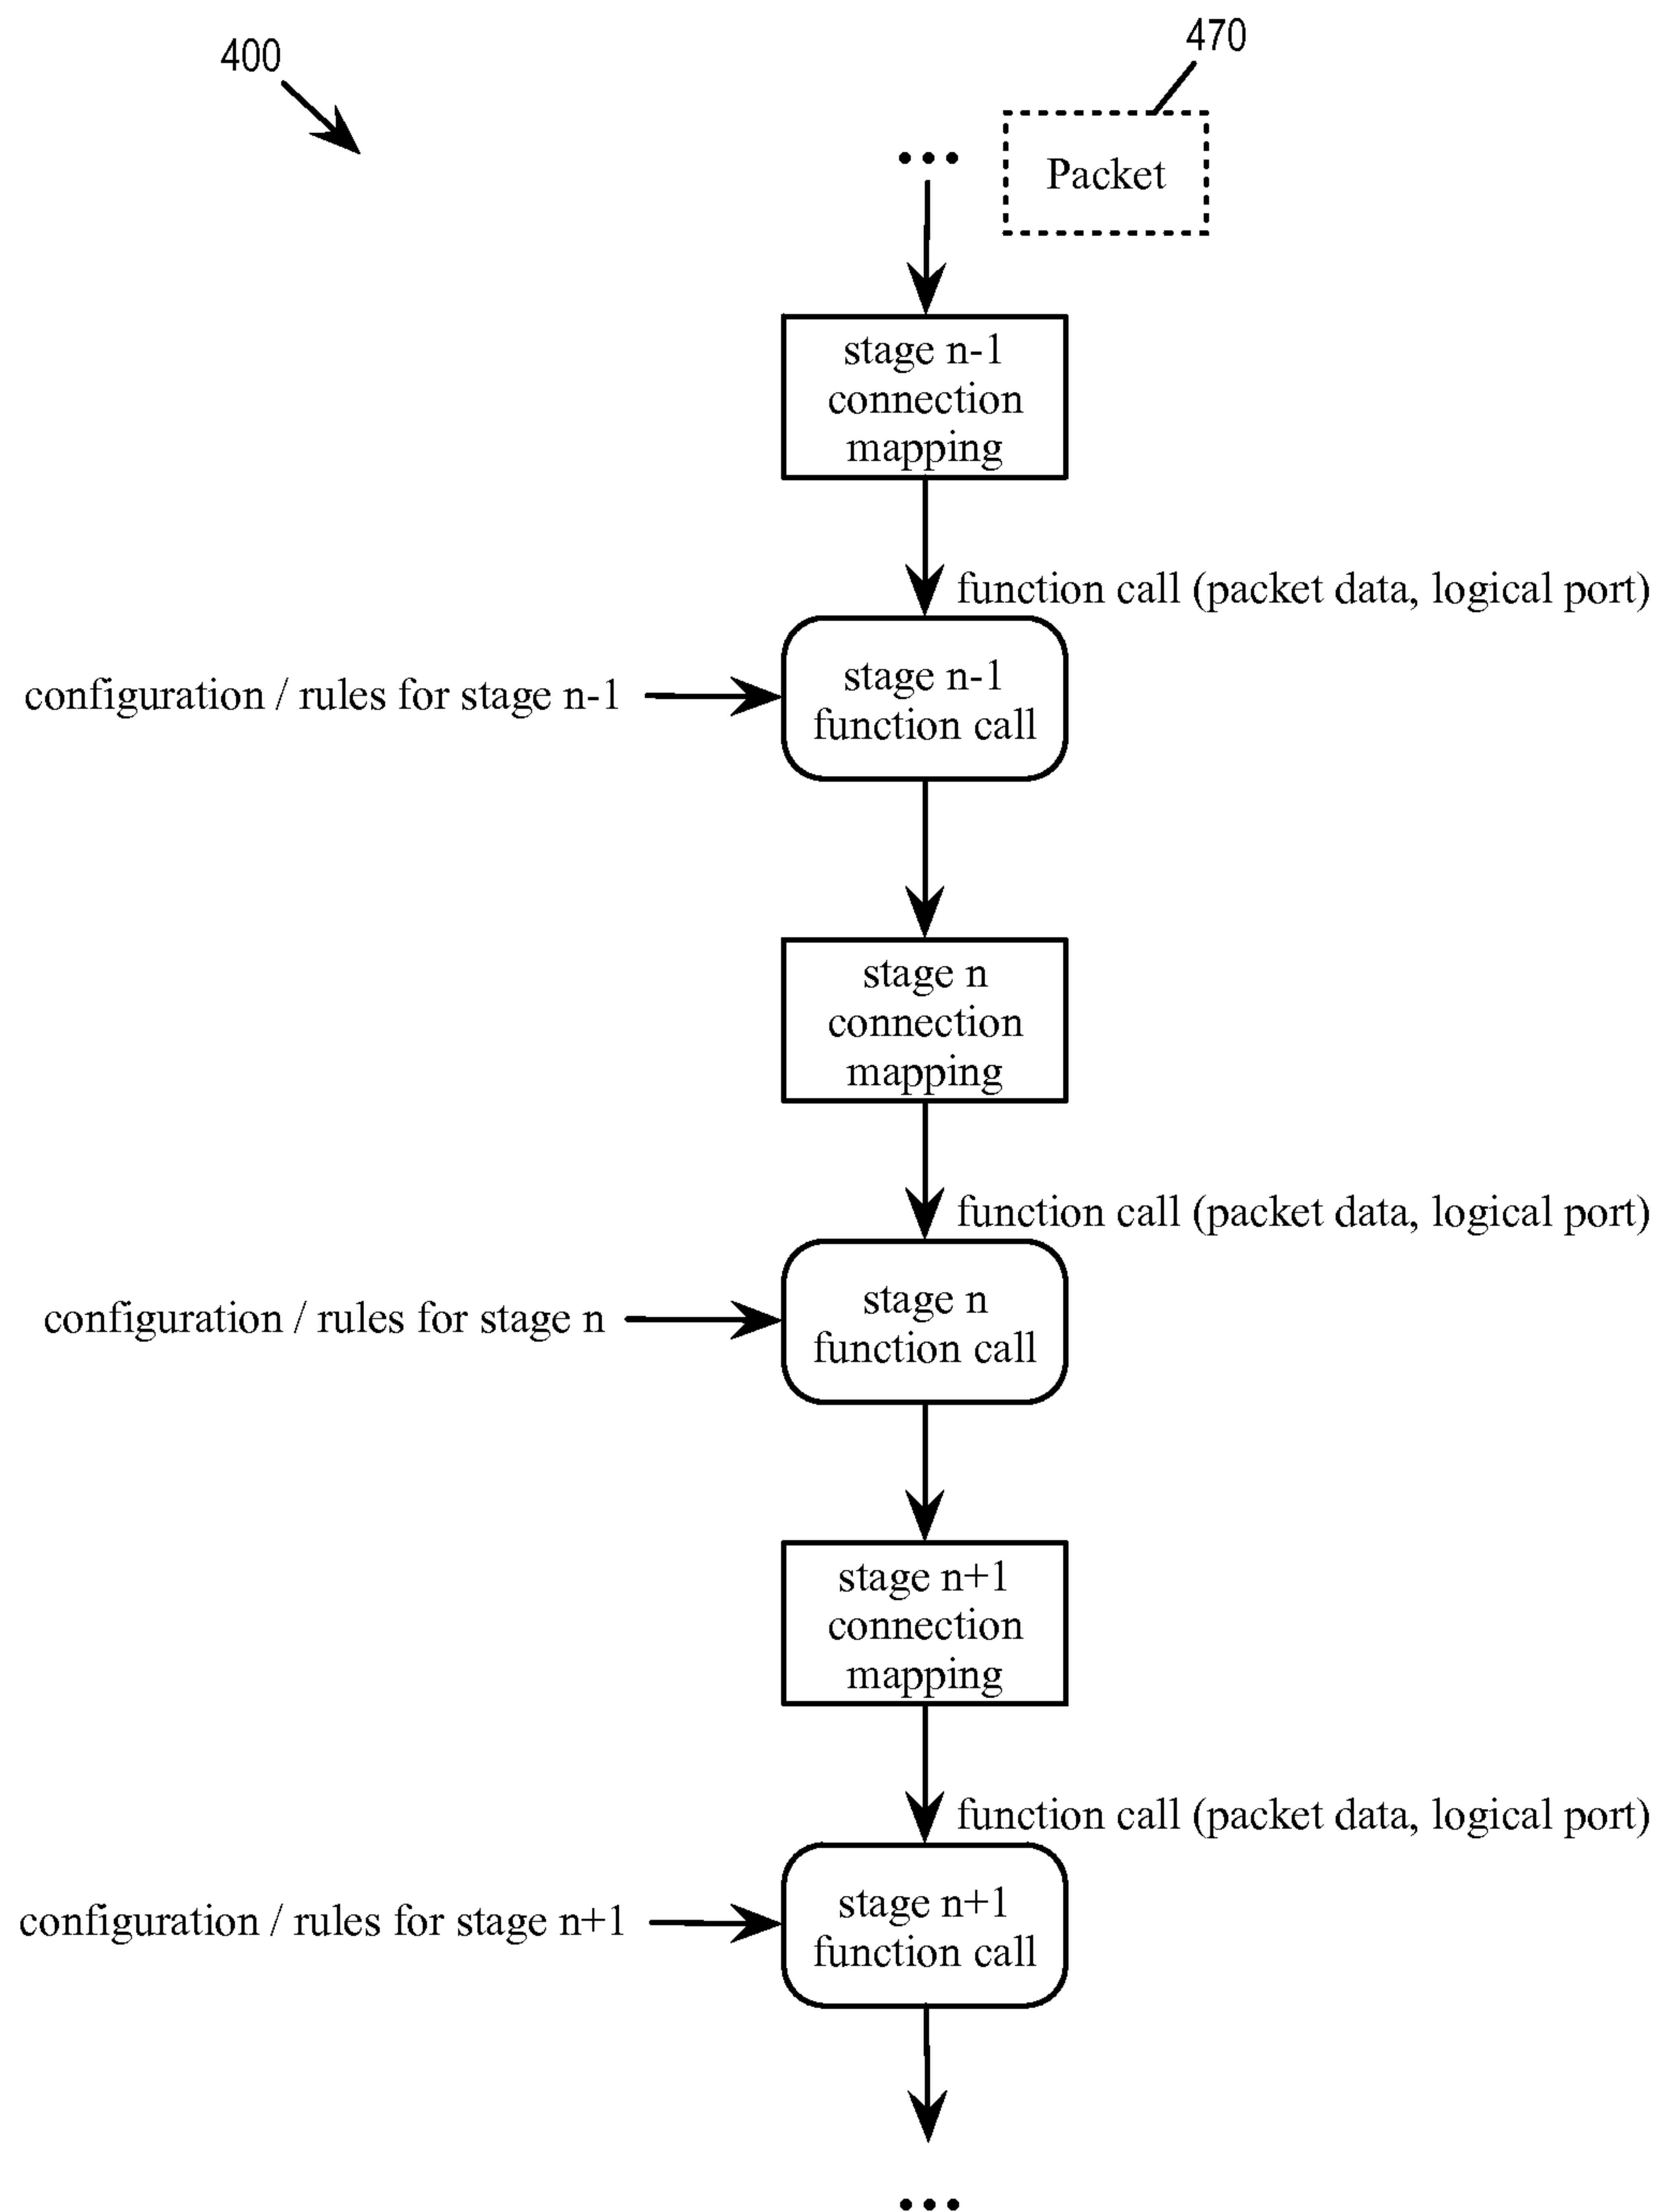 400
470
...
Packet
stage n-1
connection
mapping
function call (packet data, logical port)
stage n-1
function call
configuration / rules for stage n-1
stage n
connection
mapping
function call (packet data, logical port)
stage n
function call
configuration / rules for stage n
stage n+1
connection
mapping
function call (packet data, logical port)
stage n+1
function call
configuration / rules for stage n+1
...